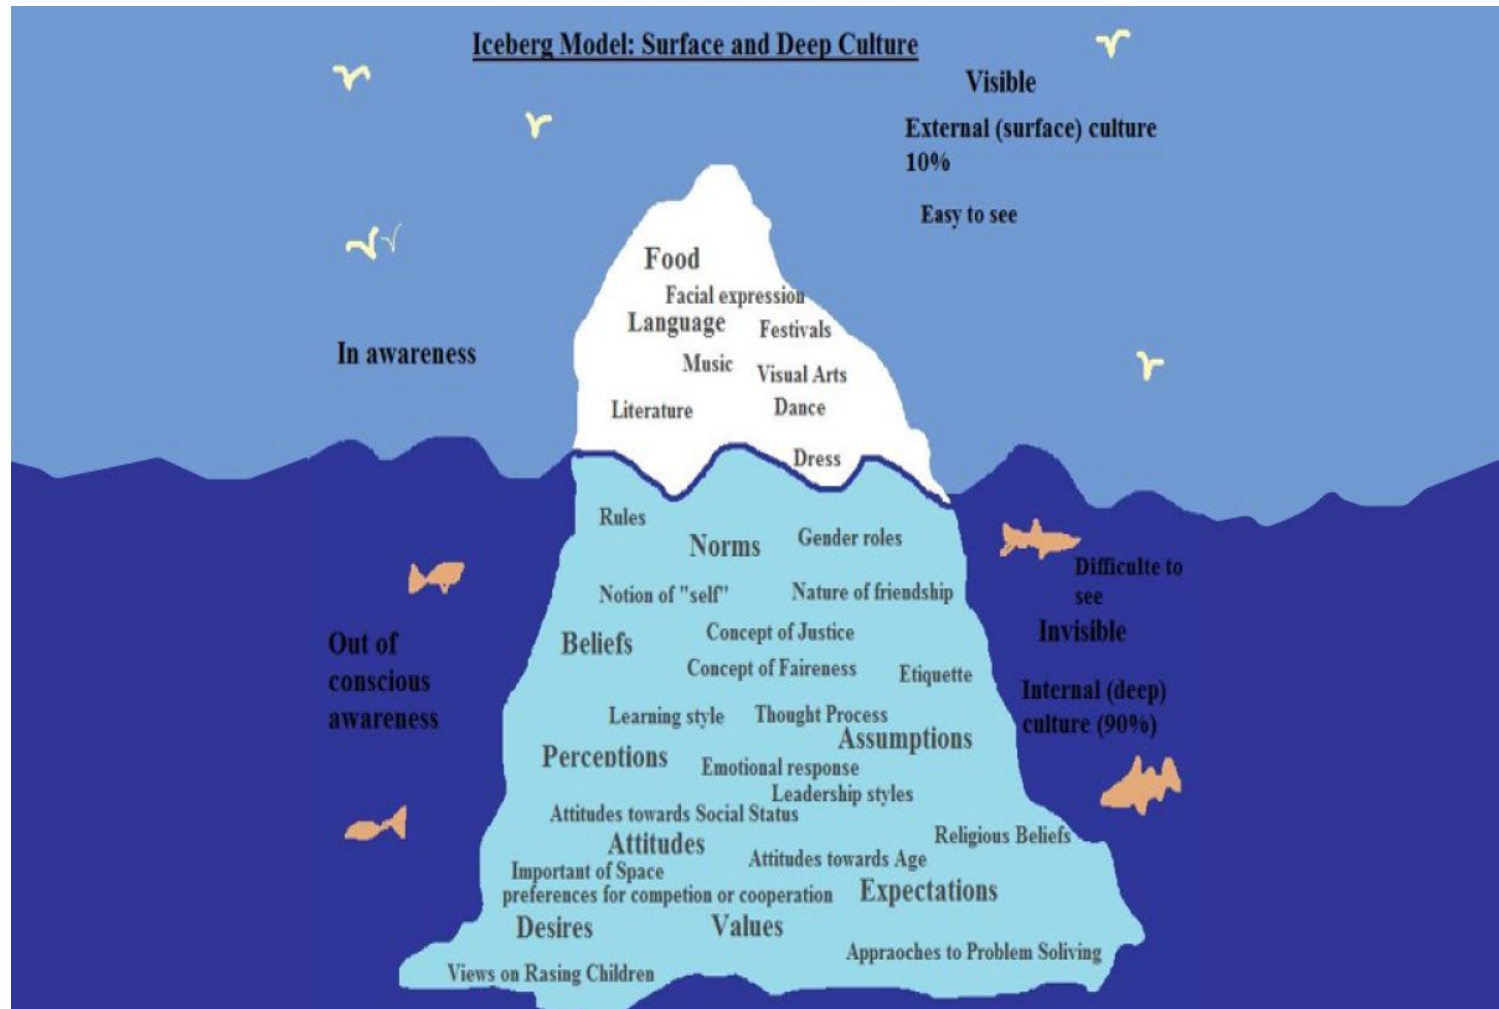 Iceberg Model: Surface and Deep Culture
Visible
External (surface) culture
10%
Easy to see
In awareness
Food
Facial expression
Language
Festivals
Music
Visual Arts
Literature
Dance
Dress
Rules
Norms
Gender roles
Difficulte to
see
Invisible
Internal (deep)
culture (90%)
Out of
conscious
awareness
Notion of "self"
Nature of friendship
Beliefs
Concept of Justice
Concept of Faireness
Etiquette
Learning style
Thought Process
Assumptions
Perceptions
Emotional response
Leadership styles
Attitudes towards Social Status
Attitudes
Religious Beliefs
Attitudes towards Age
Important of Space
preferences for competion or cooperation
Expectations
Desires
Values
Appraoches to Problem Soliving
Views on Rasing Children